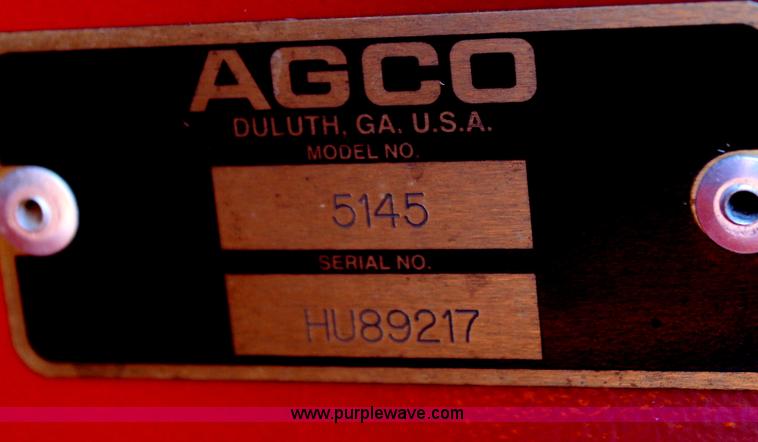 AGCO
DULUTH, GA. U.S.A.
MODEL NO.
5145
SERIAL NO.
HU89217
www.purplewave.com